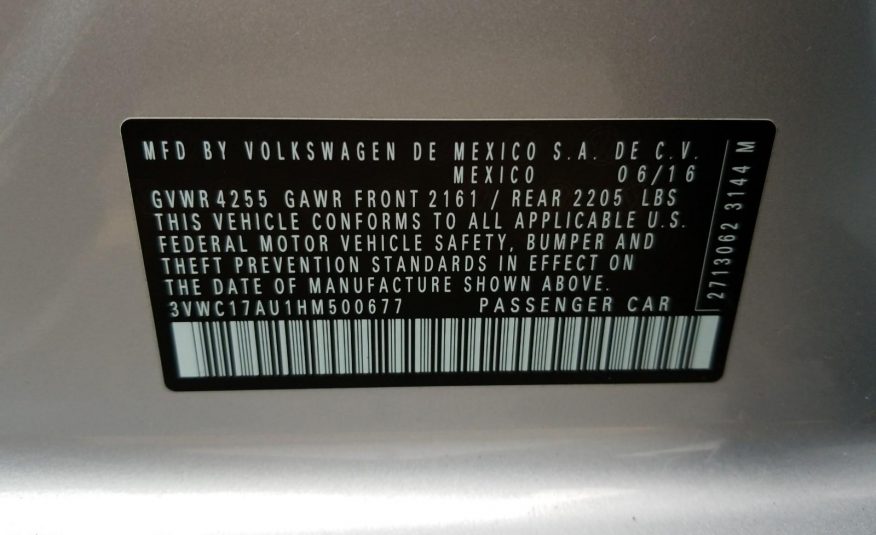 MFD BY VOLKSWAGEN DE MEXICO S.A. DE C.V.
MEXICO 06/16
GVWR 4255 GAWR FRONT 2161 / REAR 2205 LBS
THIS VEHICLE CONFORMS TO ALL APPLICABLE U.S.
FEDERAL MOTOR VEHICLE SAFETY, BUMPER AND
THEFT PREVENTION STANDARDS IN EFFECT ON
THE DATE OF MANUFACTURE SHOWN ABOVE.
3VWC17AU1HM500677 PASSENGER CAR
2713062 3144 M